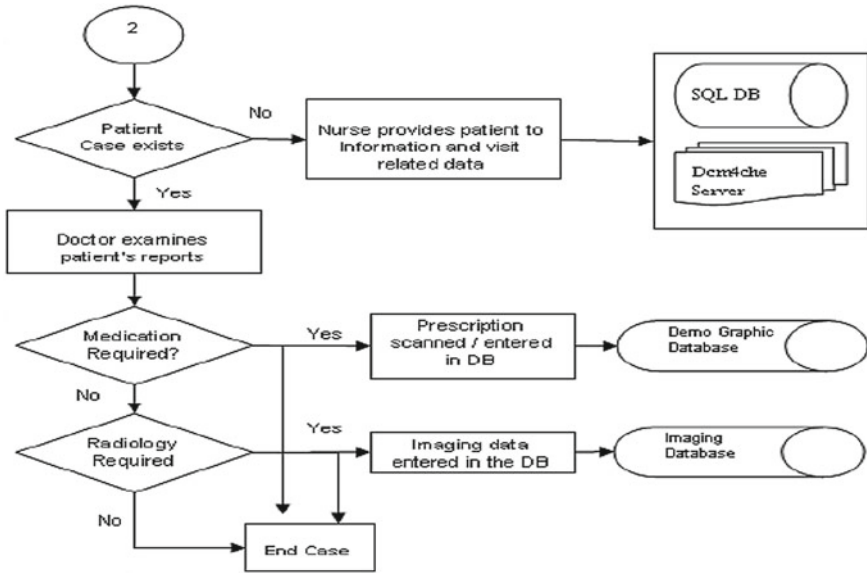 2
Patient
Case exists
No
Nurse provides patient to
Information and visit
related data
SQL DB
Dcm4che
Server
Yes
Doctor examines
patient's reports
Medication
Required?
Yes
Prescription
scanned / entered
in DB
Demo Graphic
Database
No
Radiology
Required
Yes
Imaging data
entered in the DB
Imaging
Database
No
End Case